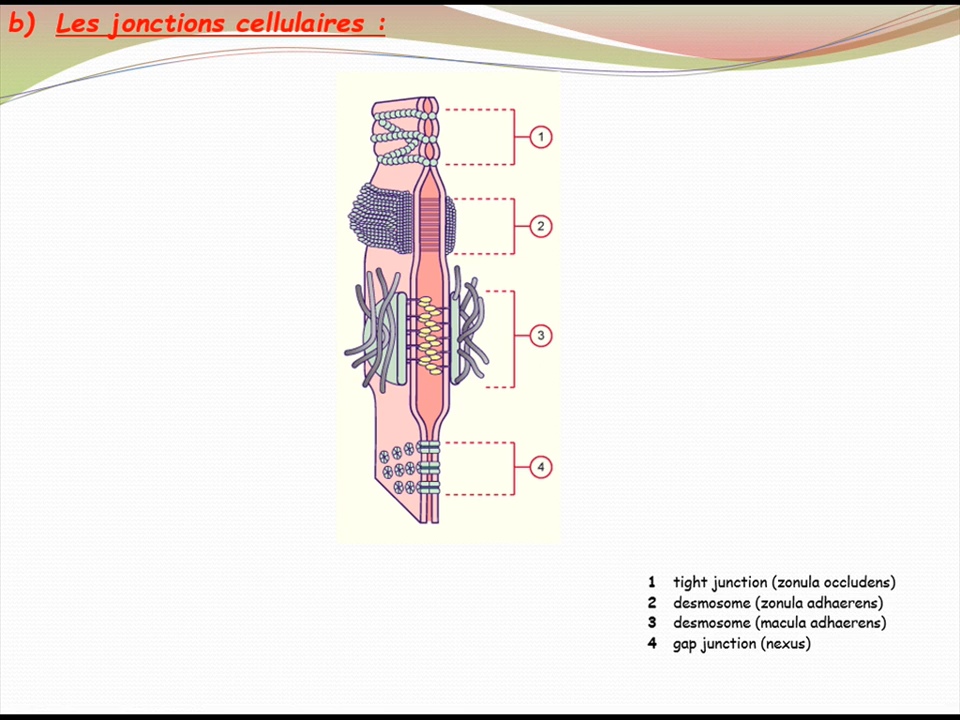 b) Les jonctions cellulaires :
1
2
3
4
1 tight junction (zonula occludens)
2 desmosome (zonula adhaerens)
3 desmosome (macula adhaerens)
4 gap junction (nexus)